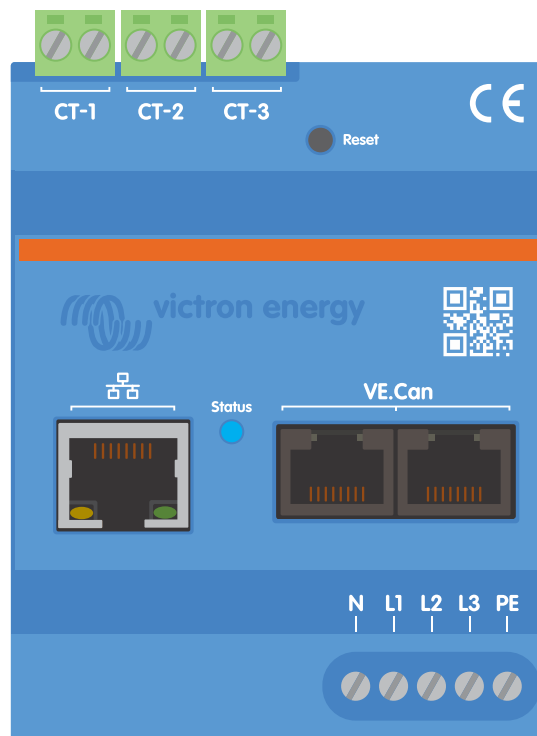 CT-1 CT-2 CT-3
CE
Reset
victron energy
Status
VE.Can
N L1 L2 L3 PE